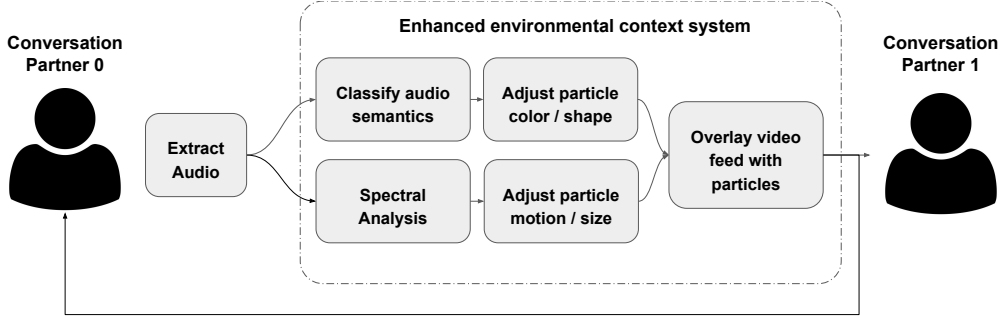 Enhanced environmental context system
Conversation
Partner 0
Extract
Audio
Classify audio
semantics
Adjust particle
color / shape
Spectral
Analysis
Adjust particle
motion / size
Overlay video
feed with
particles
Conversation
Partner 1